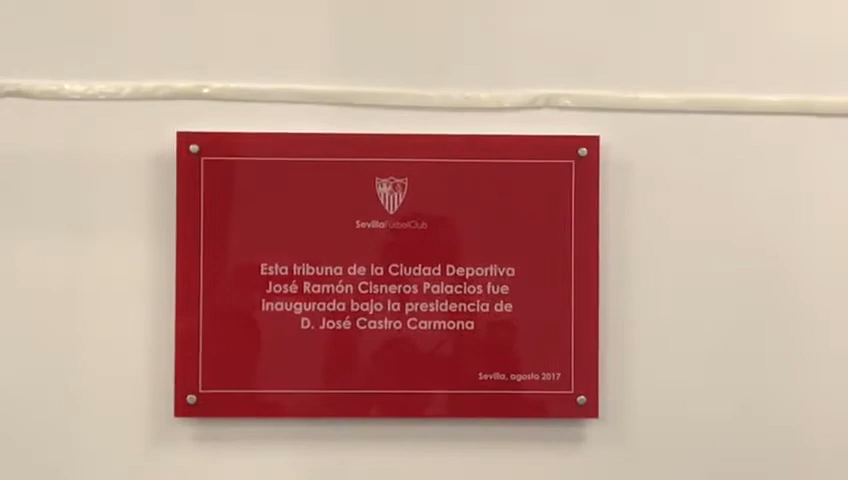 SevillaFútbolClub
Esta tribuna de la Ciudad Deportiva
José Ramón Cisneros Palacios fue
inaugurada bajo la presidencia de
D. José Castro Carmona
Sevilla, agosto 2017